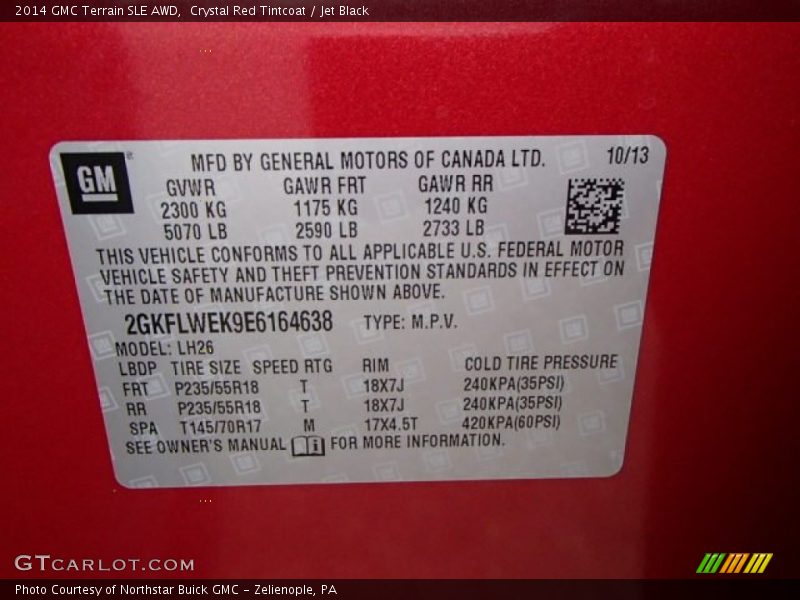 2014 GMC Terrain SLE AWD,  Crystal Red Tintcoat / Jet Black
GM
MFD BY GENERAL MOTORS OF CANADA LTD. 10/13
GVWR GAWR FRT GAWR RR
2300 KG 1175 KG 1240 KG
5070 LB 2590 LB 2733 LB
THIS VEHICLE CONFORMS TO ALL APPLICABLE U.S. FEDERAL MOTOR
VEHICLE SAFETY AND THEFT PREVENTION STANDARDS IN EFFECT ON
THE DATE OF MANUFACTURE SHOWN ABOVE.
2GKFLWEK9E6164638 TYPE: M.P.V.
MODEL: LH26
LBDP TIRE SIZE SPEED RTG RIM COLD TIRE PRESSURE
FRT P235/55R18 T 18X7J 240KPA(35PSI)
RR P235/55R18 T 18X7J 240KPA(35PSI)
SPA T145/70R17 M 17X4.5T 420KPA(60PSI)
SEE OWNER'S MANUAL i FOR MORE INFORMATION.
GTCARLOT.COM
Photo Courtesy of Northstar Buick GMC - Zelienople, PA